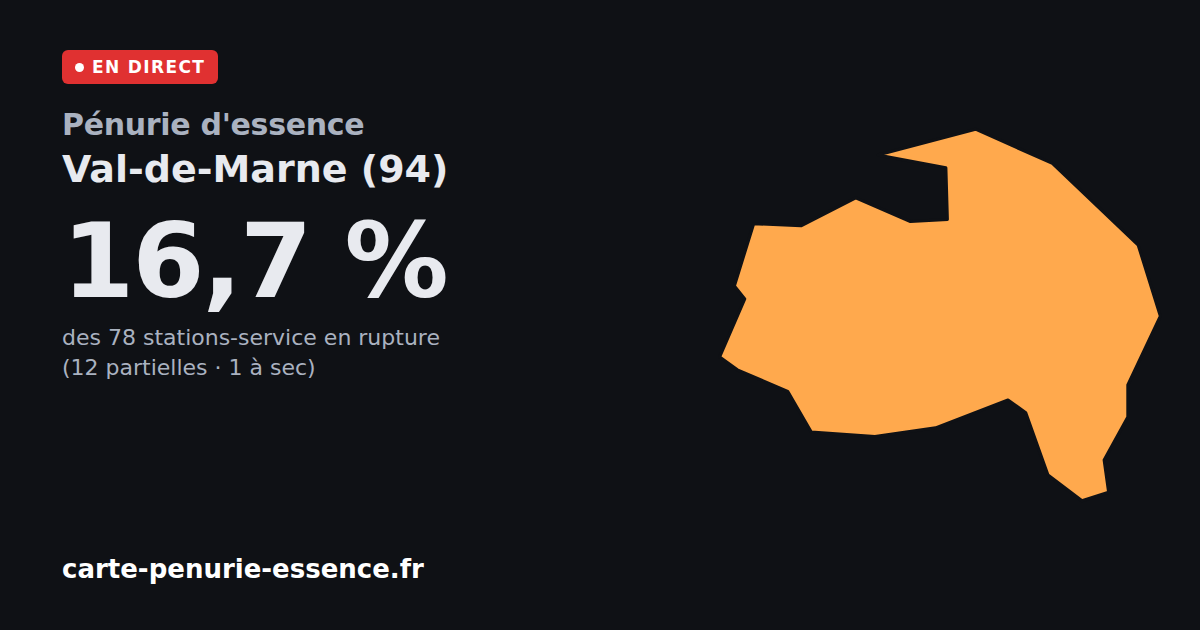 EN DIRECT
Pénurie d'essence
Val-de-Marne (94)
16,7 %
des 78 stations-service en rupture
(12 partielles · 1 à sec)
carte-penurie-essence.fr